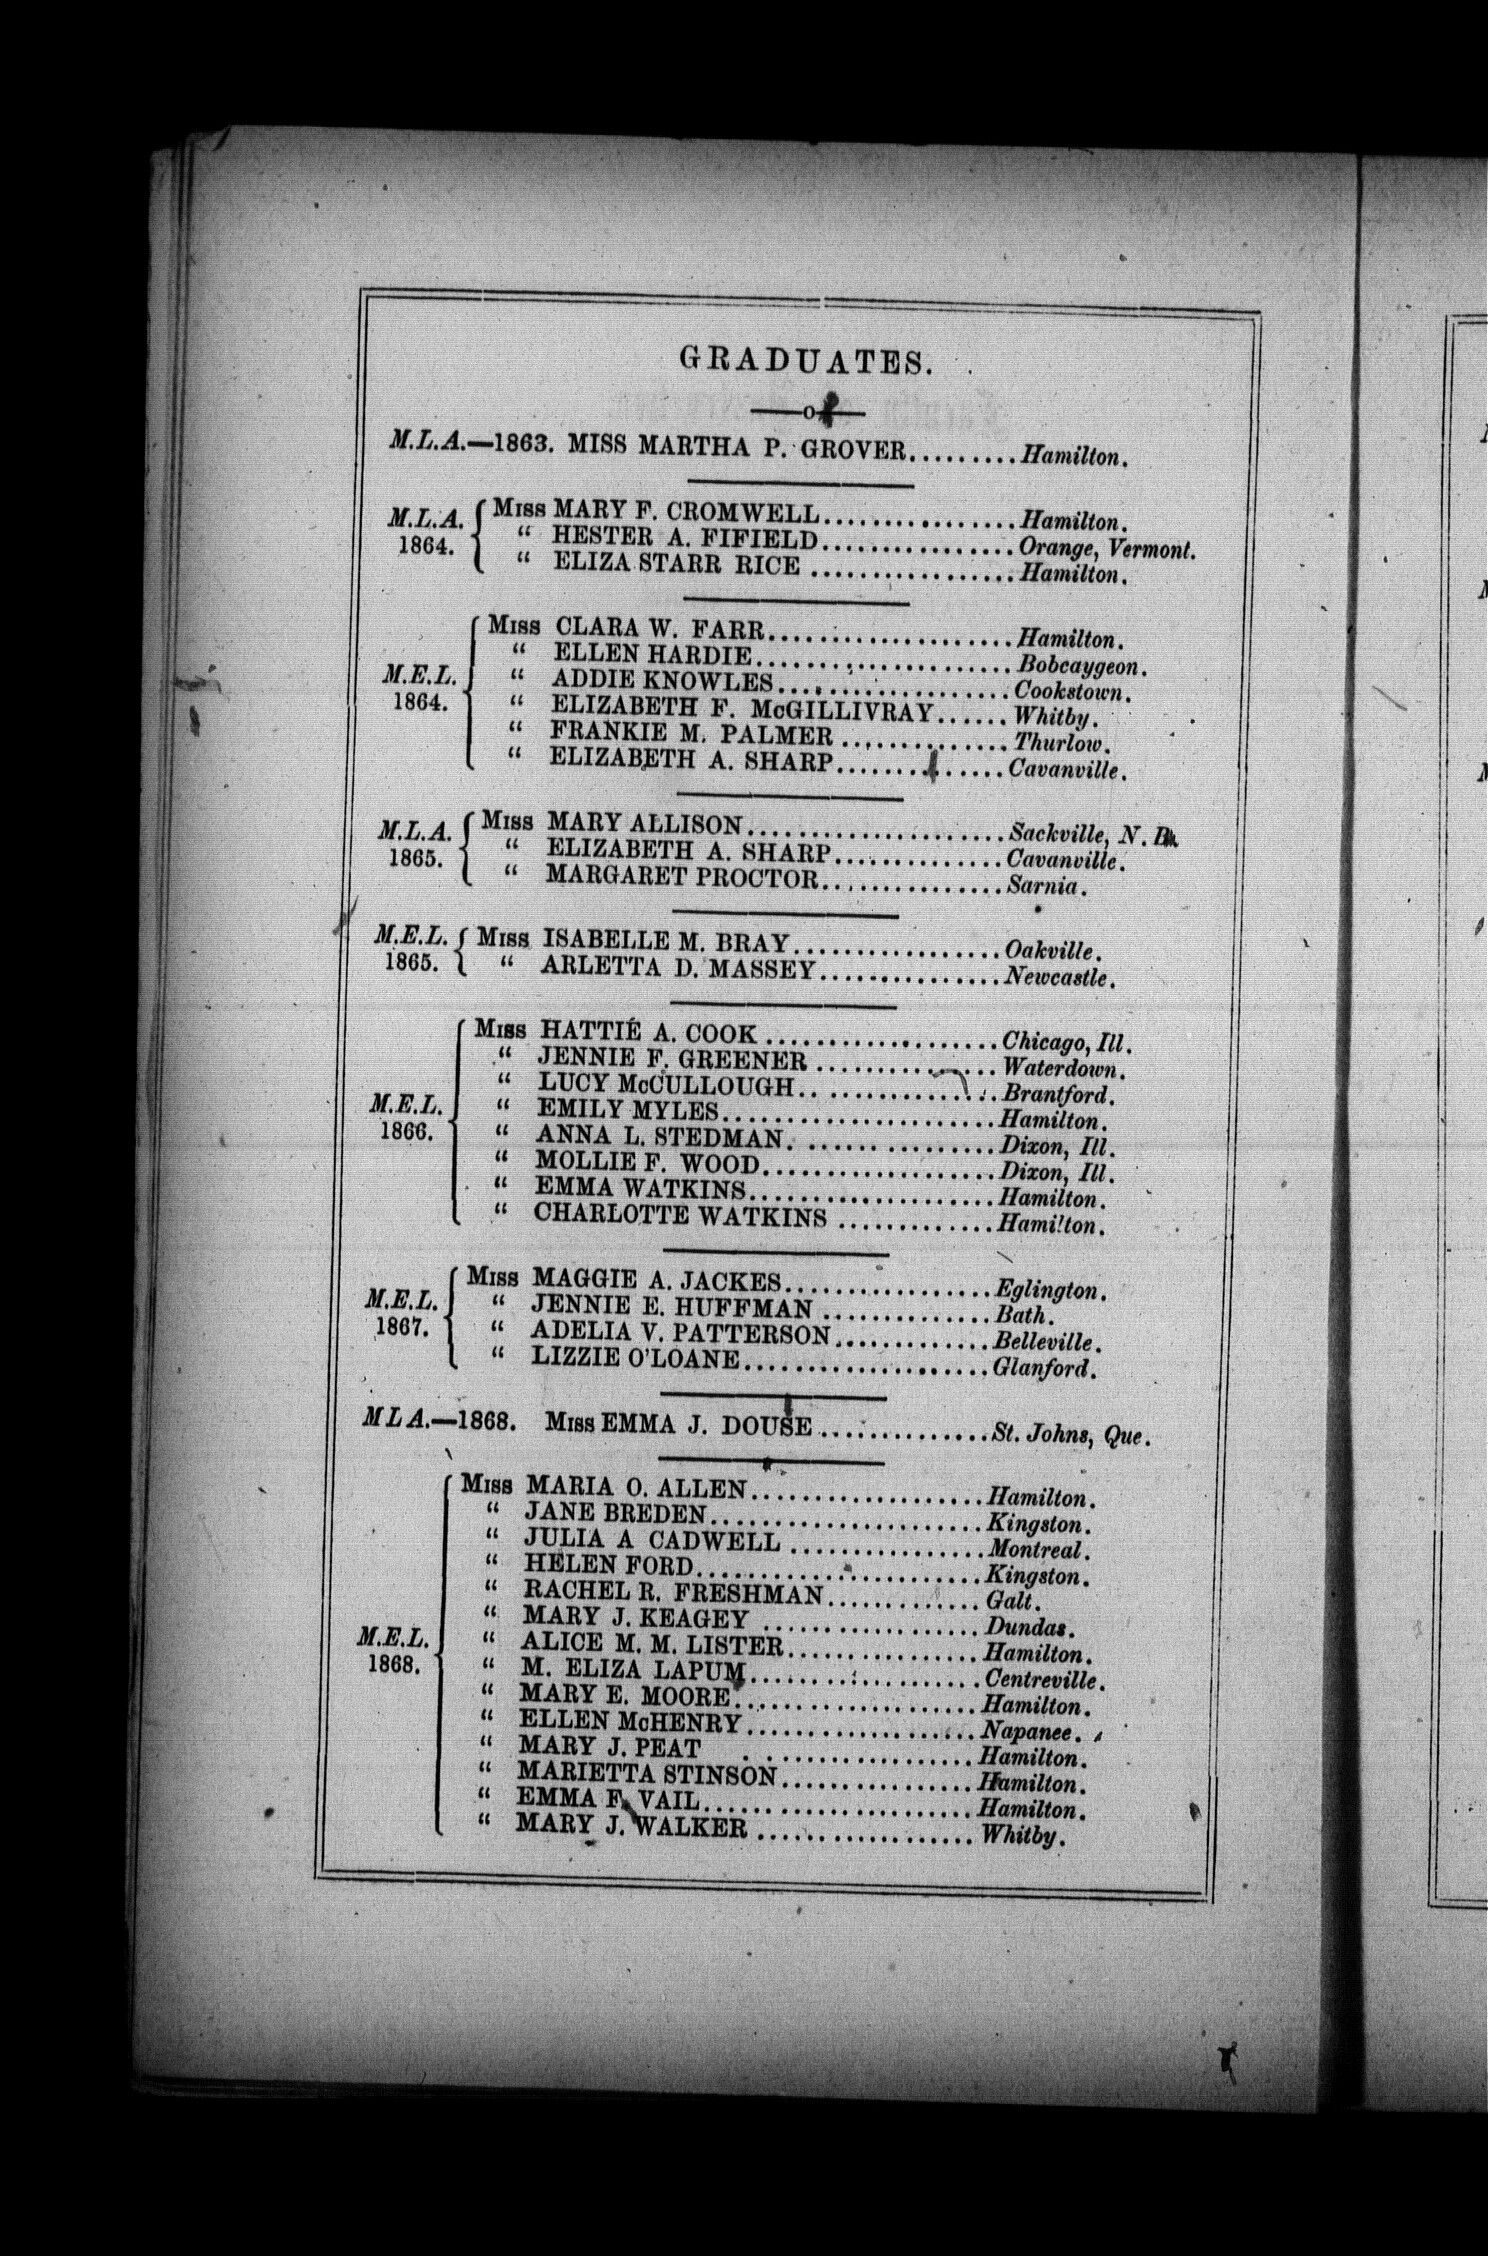 GRADUATES.
M.L.A.—1863. MISS MARTHA P. GROVER.........Hamilton.
Miss MARY F. CROMWELL................Hamilton.
M.L.A. 1864. " HESTER A. FIFIELD................Orange, Vermont.
" ELIZA STARR RICE .................Hamilton.
Miss CLARA W. FARR....................Hamilton.
" ELLEN HARDIE.....................Bobcaygeon.
" ADDIE KNOWLES...................Cookstown.
M.E.L. 1864. " ELIZABETH F. McGILLIVRAY......Whitby.
" FRANKIE M. PALMER ..............Thurlow.
" ELIZABETH A. SHARP..............Cavanville.
Miss MARY ALLISON.....................Sackville, N. B.
M.L.A. 1865. " ELIZABETH A. SHARP..............Cavanville.
" MARGARET PROCTOR...............Sarnia.
M.E.L. 1865. Miss ISABELLE M. BRAY.................Oakville.
" ARLETTA D. MASSEY...............Newcastle.
Miss HATTIE A. COOK ...................Chicago, Ill.
" JENNIE F. GREENER ...............Waterdown.
" LUCY McCULLOUGH.. ..............Brantford.
M.E.L. 1866. " EMILY MYLES......................Hamilton.
" ANNA L. STEDMAN. ...............Dixon, Ill.
" MOLLIE F. WOOD...................Dixon, Ill.
" EMMA WATKINS....................Hamilton.
" CHARLOTTE WATKINS .............Hamilton.
Miss MAGGIE A. JACKES.................Eglington.
M.E.L. 1867. " JENNIE E. HUFFMAN ..............Bath.
" ADELIA V. PATTERSON.............Belleville.
" LIZZIE O'LOANE....................Glanford.
M L A.—1868. Miss EMMA J. DOUSE ..............St. Johns, Que.
Miss MARIA O. ALLEN...................Hamilton.
" JANE BREDEN......................Kingston.
" JULIA A CADWELL ................Montreal.
" HELEN FORD.......................Kingston.
" RACHEL R. FRESHMAN.............Galt.
" MARY J. KEAGEY ..................Dundas.
M.E.L. 1868. " ALICE M. M. LISTER................Hamilton.
" M. ELIZA LAPUM...................Centreville.
" MARY E. MOORE....................Hamilton.
" ELLEN McHENRY...................Napanee.
" MARY J. PEAT . .................Hamilton.
" MARIETTA STINSON................Hamilton.
" EMMA F. VAIL......................Hamilton.
" MARY J. WALKER ..................Whitby.